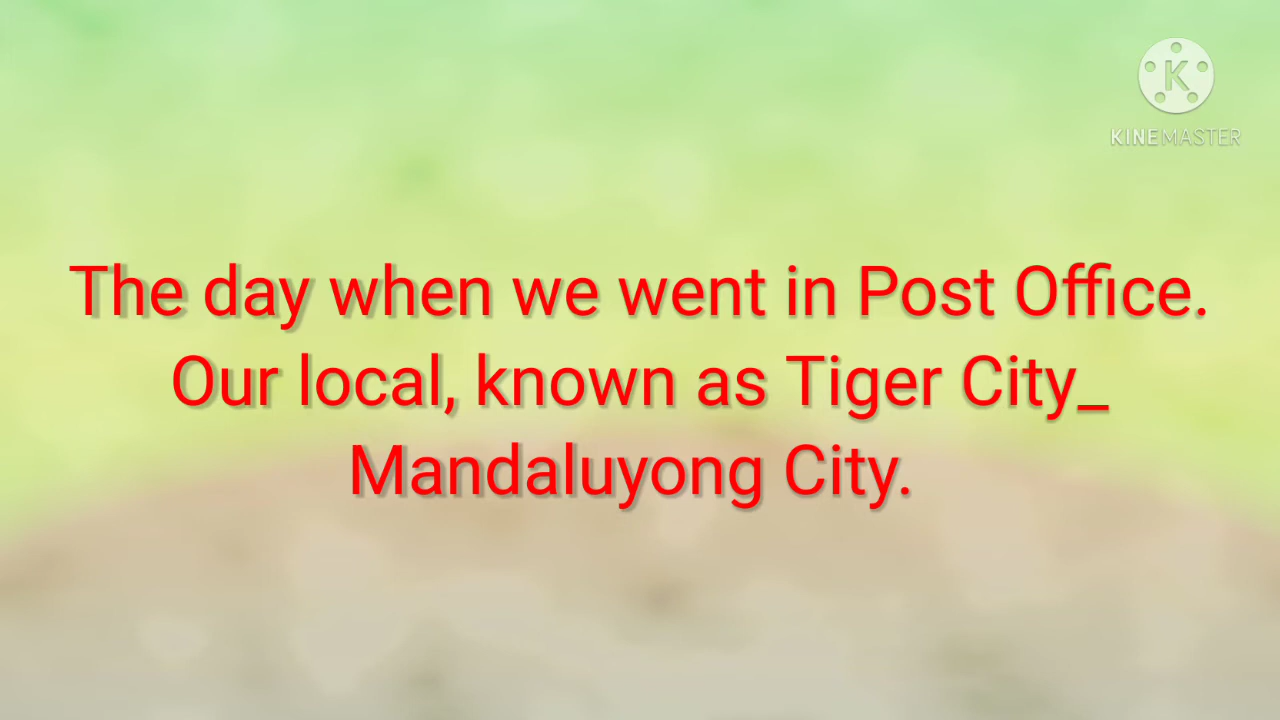 K
KINEMASTER
The day when we went in Post Office.
Our local, known as Tiger City_
Mandaluyong City.